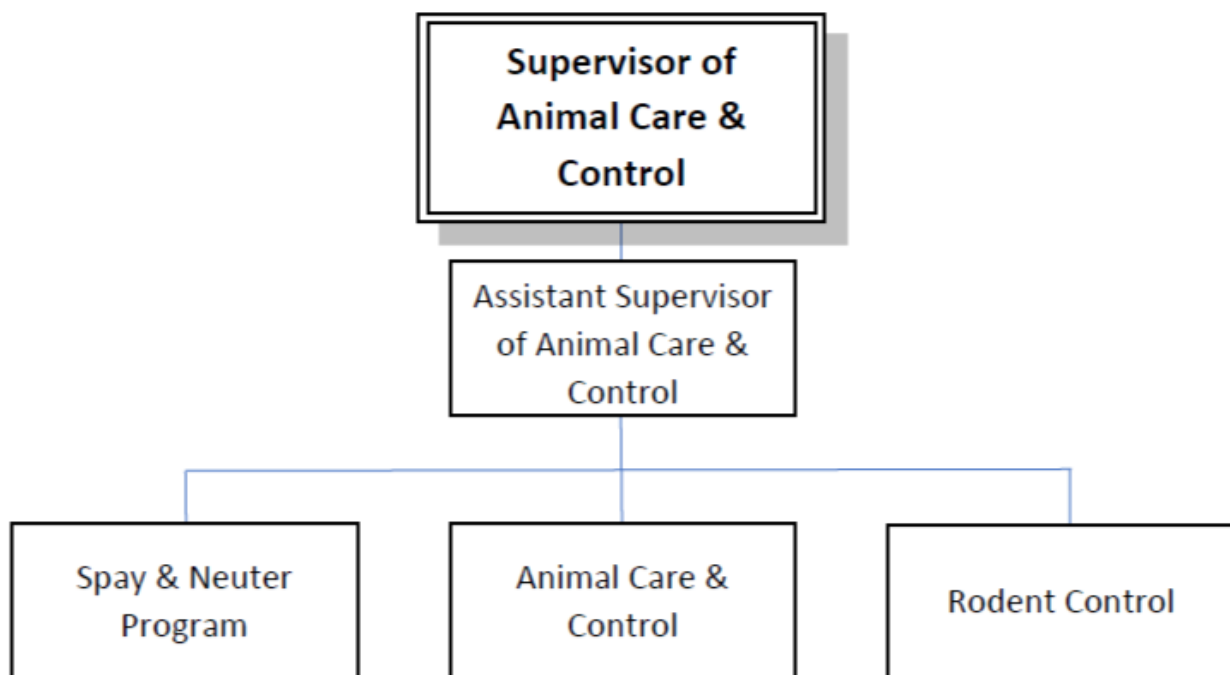 Supervisor of
Animal Care &
Control
Assistant Supervisor
of Animal Care &
Control
Spay & Neuter
Program
Animal Care &
Control
Rodent Control